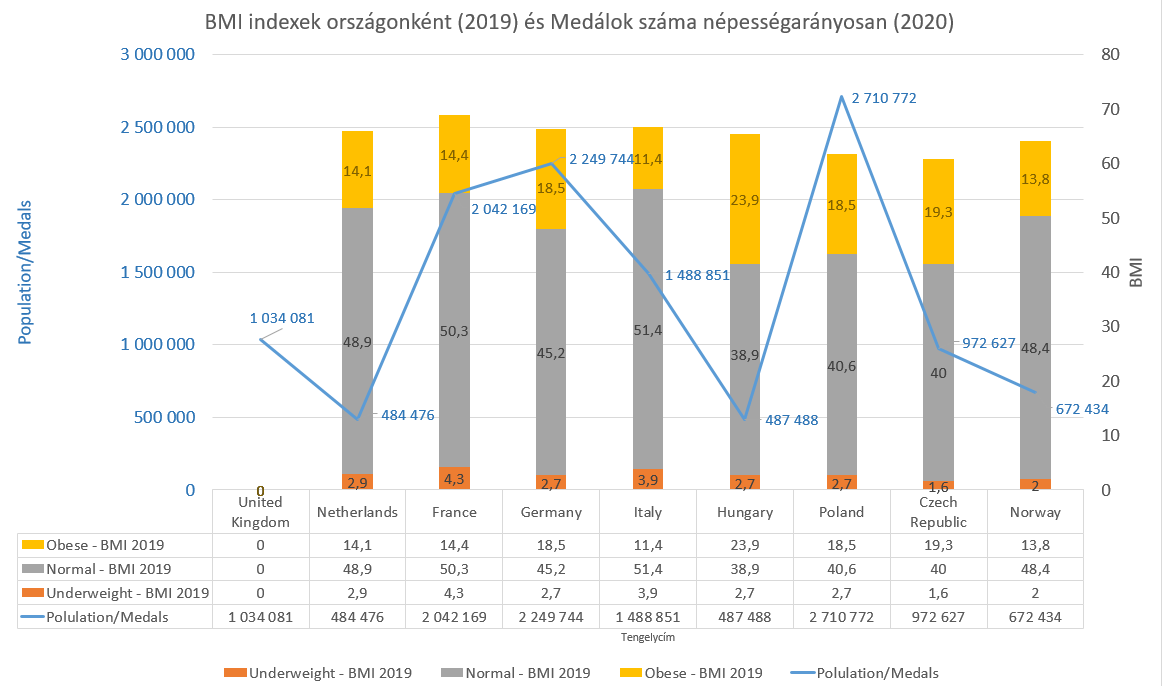 BMI indexek országonként (2019) és Medálok száma népességarányosan (2020)
3 000 000
2 500 000
2 000 000
1 500 000
1 000 000
500 000
0
Population/Medals
80
70
60
50
40
30
20
10
0
BMI
14,1
14,4
18,5
11,4
23,9
18,5
19,3
13,8
48,9
50,3
45,2
51,4
38,9
40,6
40
48,4
0
2,9
4,3
2,7
3,9
2,7
2,7
1,6
2
1 034 081
484 476
2 042 169
2 249 744
1 488 851
487 488
2 710 772
972 627
672 434
United Kingdom Netherlands France Germany Italy Hungary Poland Czech Republic Norway
Obese - BMI 2019 0 14,1 14,4 18,5 11,4 23,9 18,5 19,3 13,8
Normal - BMI 2019 0 48,9 50,3 45,2 51,4 38,9 40,6 40 48,4
Underweight - BMI 2019 0 2,9 4,3 2,7 3,9 2,7 2,7 1,6 2
Polulation/Medals 1 034 081 484 476 2 042 169 2 249 744 1 488 851 487 488 2 710 772 972 627 672 434
Tengelycím
Underweight - BMI 2019 Normal - BMI 2019 Obese - BMI 2019 Polulation/Medals